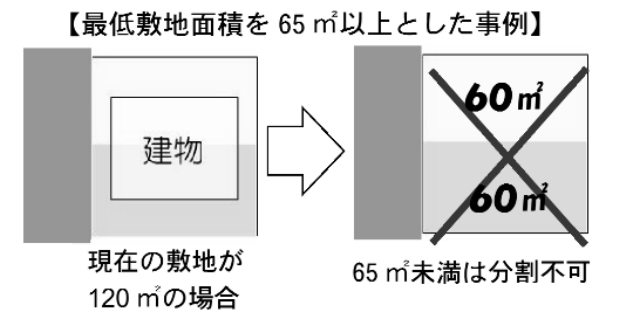 【最低敷地面積を 65 ㎡以上とした事例】
建物
60㎡
60㎡
現在の敷地が
120 ㎡の場合
65 ㎡未満は分割不可